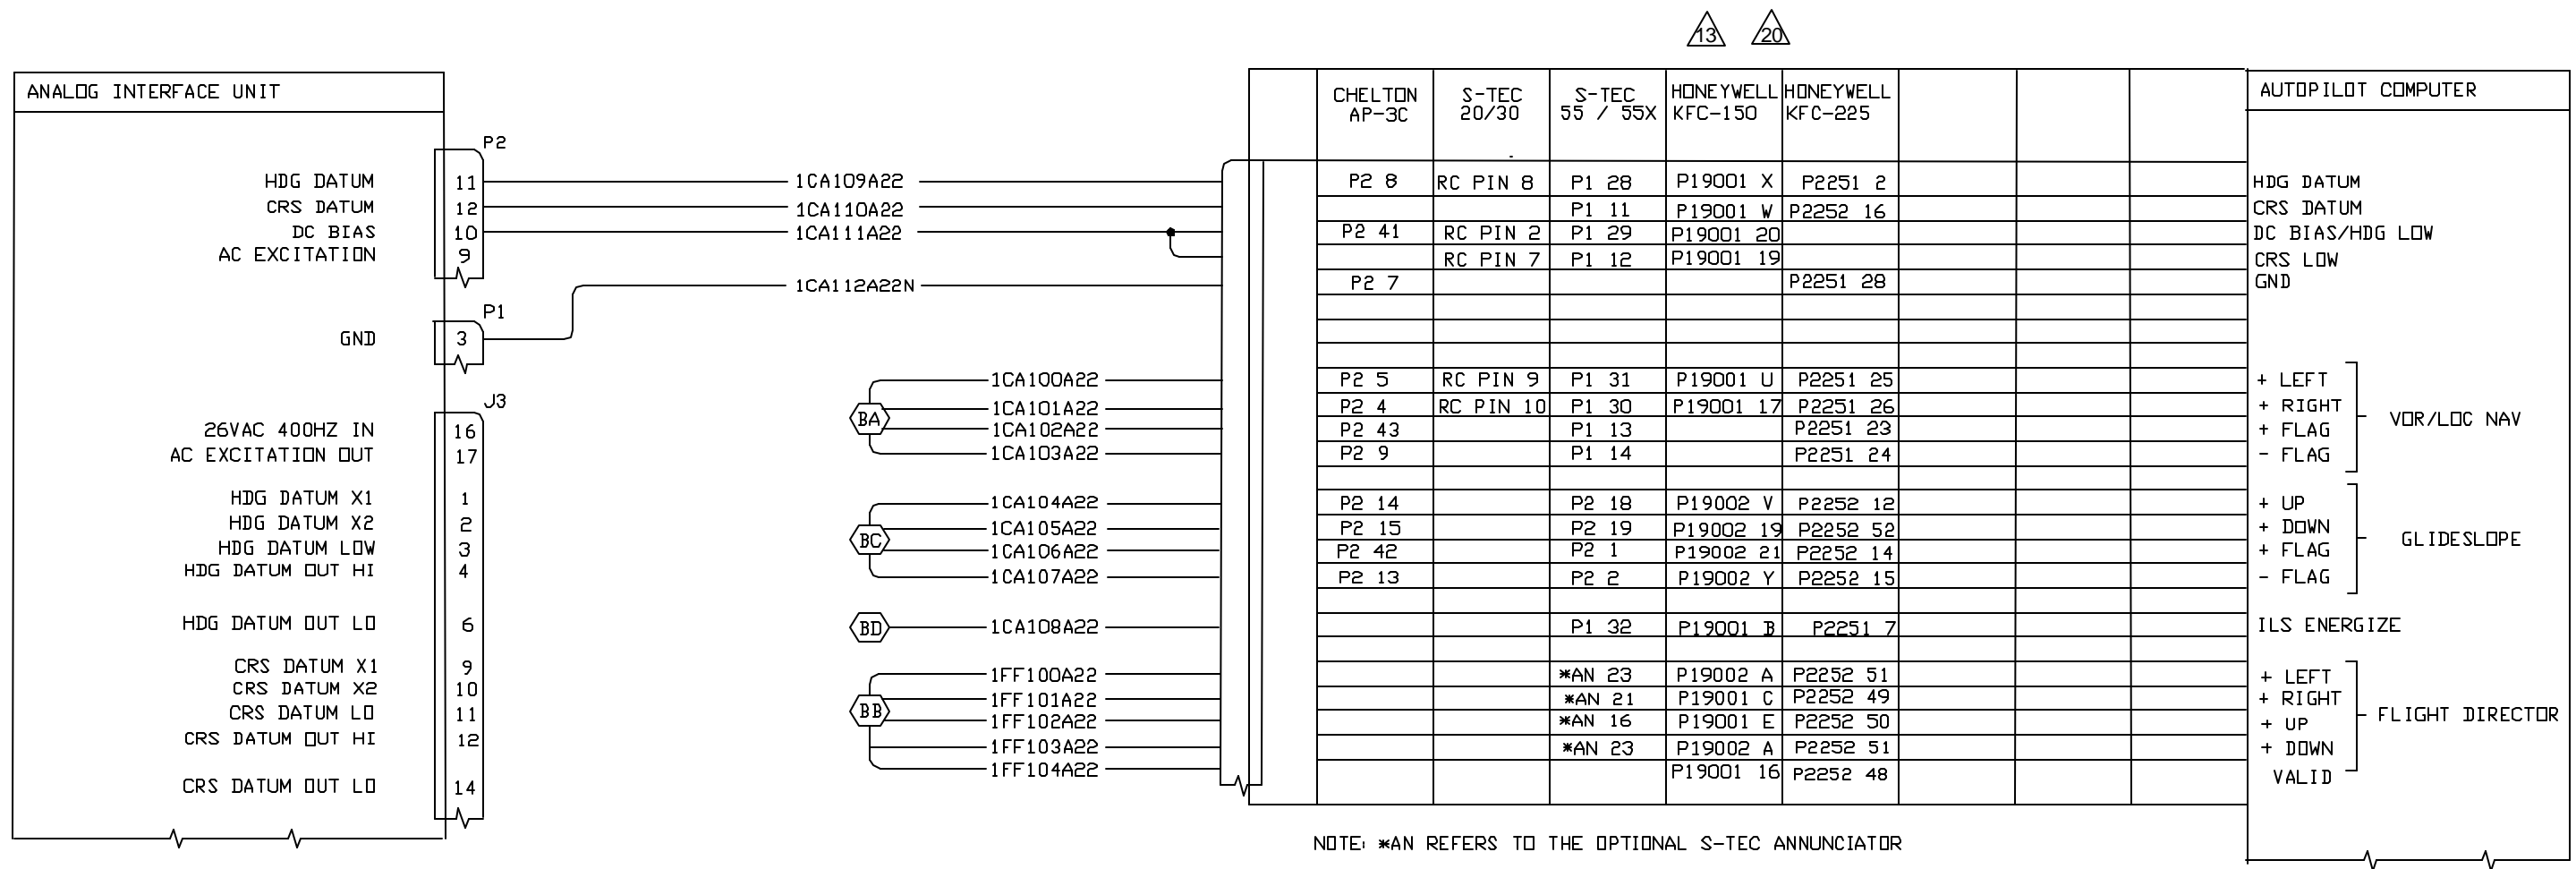 13 20
ANALOG INTERFACE UNIT
P2
HDG DATUM 11 1CA109A22
CRS DATUM 12 1CA110A22
DC BIAS 10 1CA111A22
AC EXCITATION 9
1CA112A22N
P1
GND 3
J3
26VAC 400HZ IN 16
AC EXCITATION OUT 17
HDG DATUM X1 1
HDG DATUM X2 2
HDG DATUM LOW 3
HDG DATUM OUT HI 4
HDG DATUM OUT LO 6
CRS DATUM X1 9
CRS DATUM X2 10
CRS DATUM LO 11
CRS DATUM OUT HI 12
CRS DATUM OUT LO 14
BA
1CA100A22
1CA101A22
1CA102A22
1CA103A22
BC
1CA104A22
1CA105A22
1CA106A22
1CA107A22
BD 1CA108A22
BB
1FF100A22
1FF101A22
1FF102A22
1FF103A22
1FF104A22
CHELTON S-TEC S-TEC HONEYWELL HONEYWELL
AP-3C 20/30 55 / 55X KFC-150 KFC-225
AUTOPILOT COMPUTER
P2 8 RC PIN 8 P1 28 P19001 X P2251 2 HDG DATUM
P1 11 P19001 W P2252 16 CRS DATUM
P2 41 RC PIN 2 P1 29 P19001 20 DC BIAS/HDG LOW
RC PIN 7 P1 12 P19001 19 CRS LOW
P2 7 P2251 28 GND
P2 5 RC PIN 9 P1 31 P19001 U P2251 25 + LEFT
P2 4 RC PIN 10 P1 30 P19001 17 P2251 26 + RIGHT
P2 43 P1 13 P2251 23 + FLAG
P2 9 P1 14 P2251 24 - FLAG
VOR/LOC NAV
P2 14 P2 18 P19002 V P2252 12 + UP
P2 15 P2 19 P19002 19 P2252 52 + DOWN
P2 42 P2 1 P19002 21 P2252 14 + FLAG
P2 13 P2 2 P19002 Y P2252 15 - FLAG
GLIDESLOPE
P1 32 P19001 B P2251 7 ILS ENERGIZE
*AN 23 P19002 A P2252 51 + LEFT
*AN 21 P19001 C P2252 49 + RIGHT
*AN 16 P19001 E P2252 50 + UP
*AN 23 P19002 A P2252 51 + DOWN
P19001 16 P2252 48 VALID
FLIGHT DIRECTOR
NOTE: *AN REFERS TO THE OPTIONAL S-TEC ANNUNCIATOR